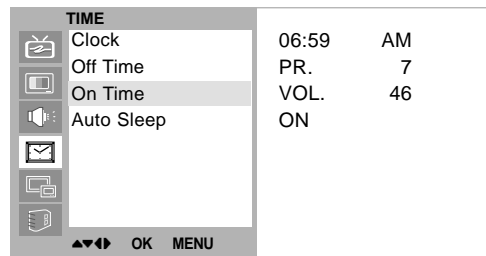 TIME
Clock 06:59 AM
Off Time PR. 7
On Time VOL. 46
Auto Sleep ON
OK MENU